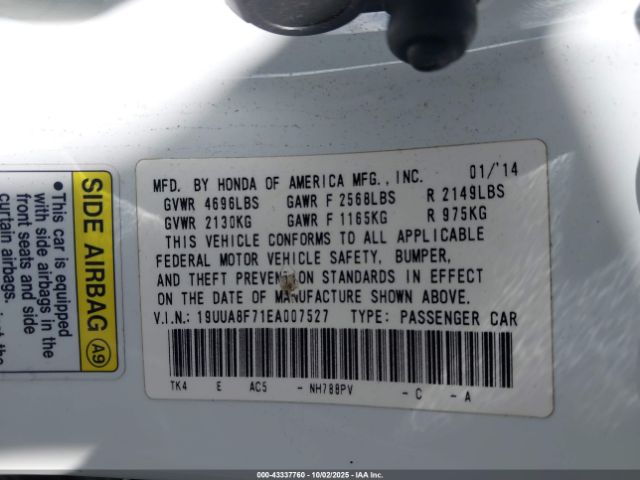 SIDE AIRBAG A9
•This car is equipped
with side airbags in the
front seats and side
curtain airbags.
MFD. BY HONDA OF AMERICA MFG., INC. 01/'14
GVWR 4696LBS GAWR F 2568LBS R 2149LBS
GVWR 2130KG GAWR F 1165KG R 975KG
THIS VEHICLE CONFORMS TO ALL APPLICABLE
FEDERAL MOTOR VEHICLE SAFETY, BUMPER,
AND THEFT PREVENTION STANDARDS IN EFFECT
ON THE DATE OF MANUFACTURE SHOWN ABOVE.
V.I.N.: 19UUA8F71EA007527 TYPE: PASSENGER CAR
TK4 E AC5 - NH788PV - C - A
000-43337760 - 10/02/2025 - IAA Inc.